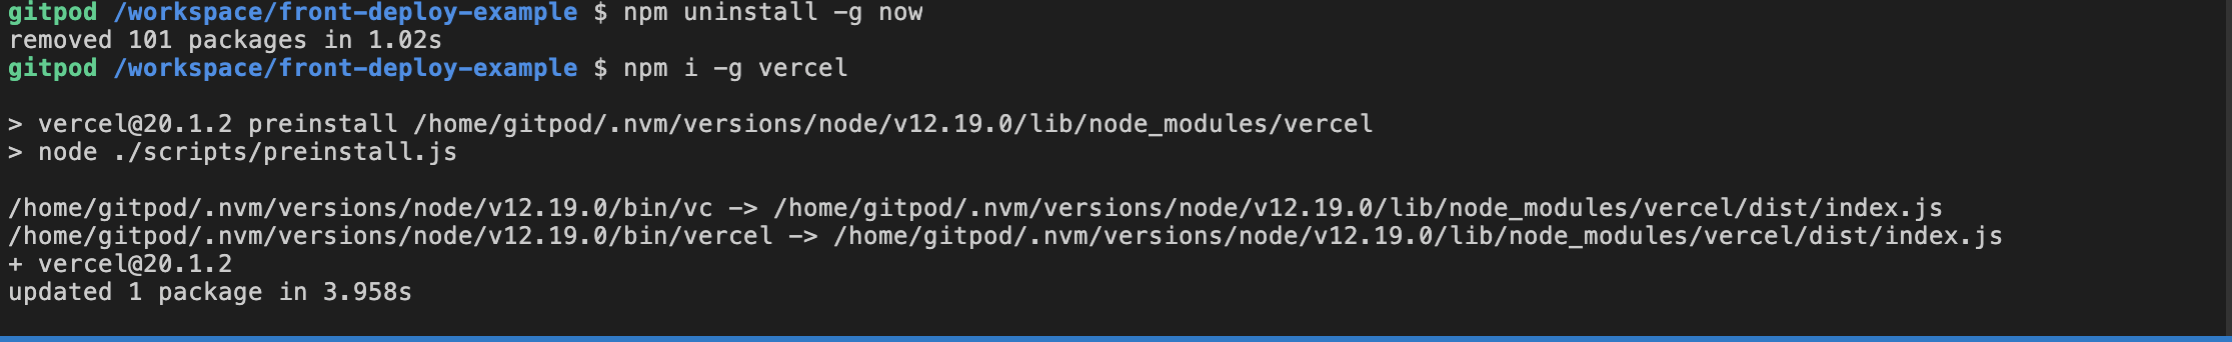 gitpod /workspace/front-deploy-example $ npm uninstall -g now
removed 101 packages in 1.02s
gitpod /workspace/front-deploy-example $ npm i -g vercel
> vercel@20.1.2 preinstall /home/gitpod/.nvm/versions/node/v12.19.0/lib/node_modules/vercel
> node ./scripts/preinstall.js
/home/gitpod/.nvm/versions/node/v12.19.0/bin/vc -> /home/gitpod/.nvm/versions/node/v12.19.0/lib/node_modules/vercel/dist/index.js
/home/gitpod/.nvm/versions/node/v12.19.0/bin/vercel -> /home/gitpod/.nvm/versions/node/v12.19.0/lib/node_modules/vercel/dist/index.js
+ vercel@20.1.2
updated 1 package in 3.958s